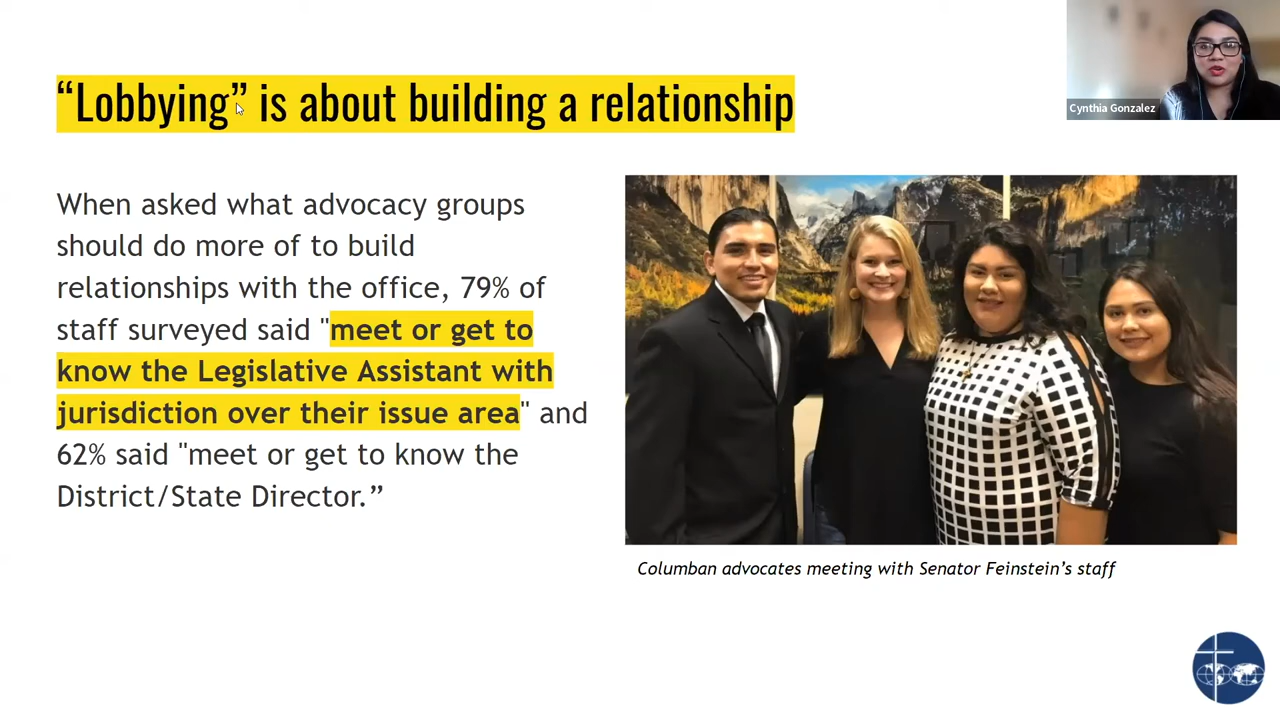 “Lobbying” is about building a relationship
Cynthia Gonzalez
When asked what advocacy groups
should do more of to build
relationships with the office, 79% of
staff surveyed said "meet or get to
know the Legislative Assistant with
jurisdiction over their issue area" and
62% said "meet or get to know the
District/State Director.”
Columban advocates meeting with Senator Feinstein’s staff